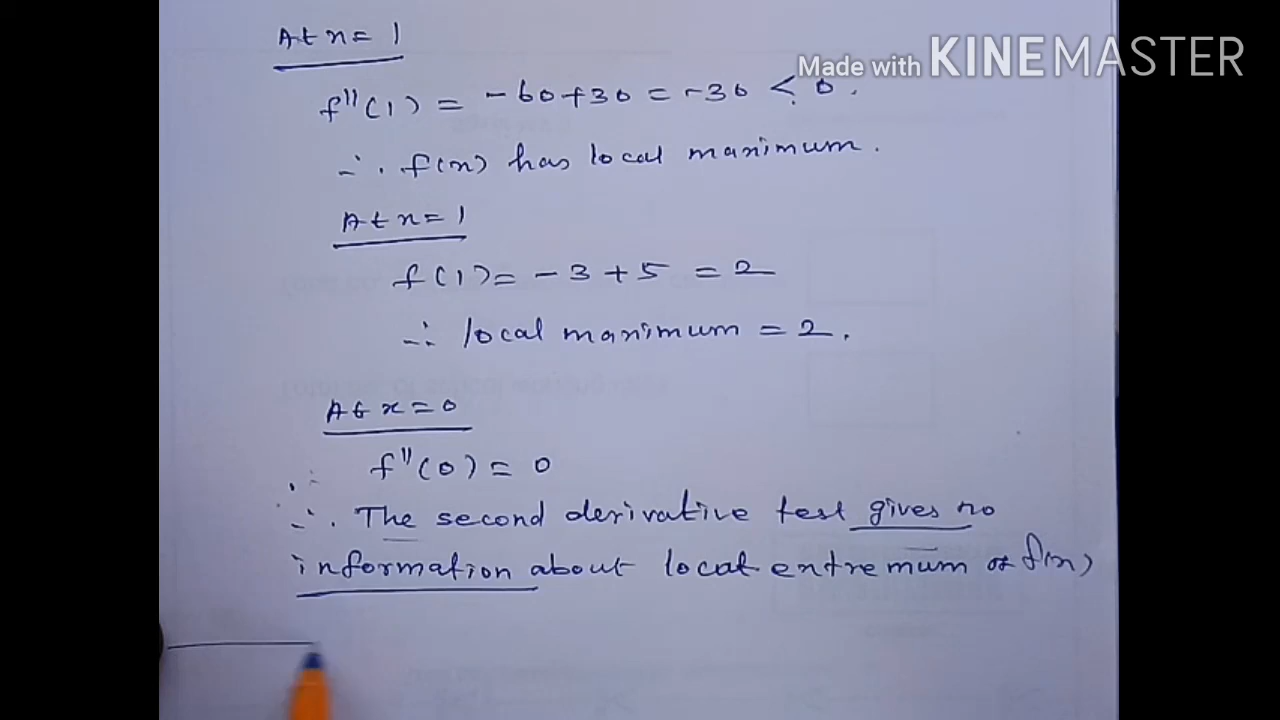 At x = 1
Made with KINEMASTER
f''(1) = -60+30 = -30 < 0.
∴ f(x) has local maximum.
At x = 1
f(1) = -3 + 5 = 2
∴ local maximum = 2.
At x = 0
f''(0) = 0
∴ The second derivative test gives no
information about local extremum of f(x)